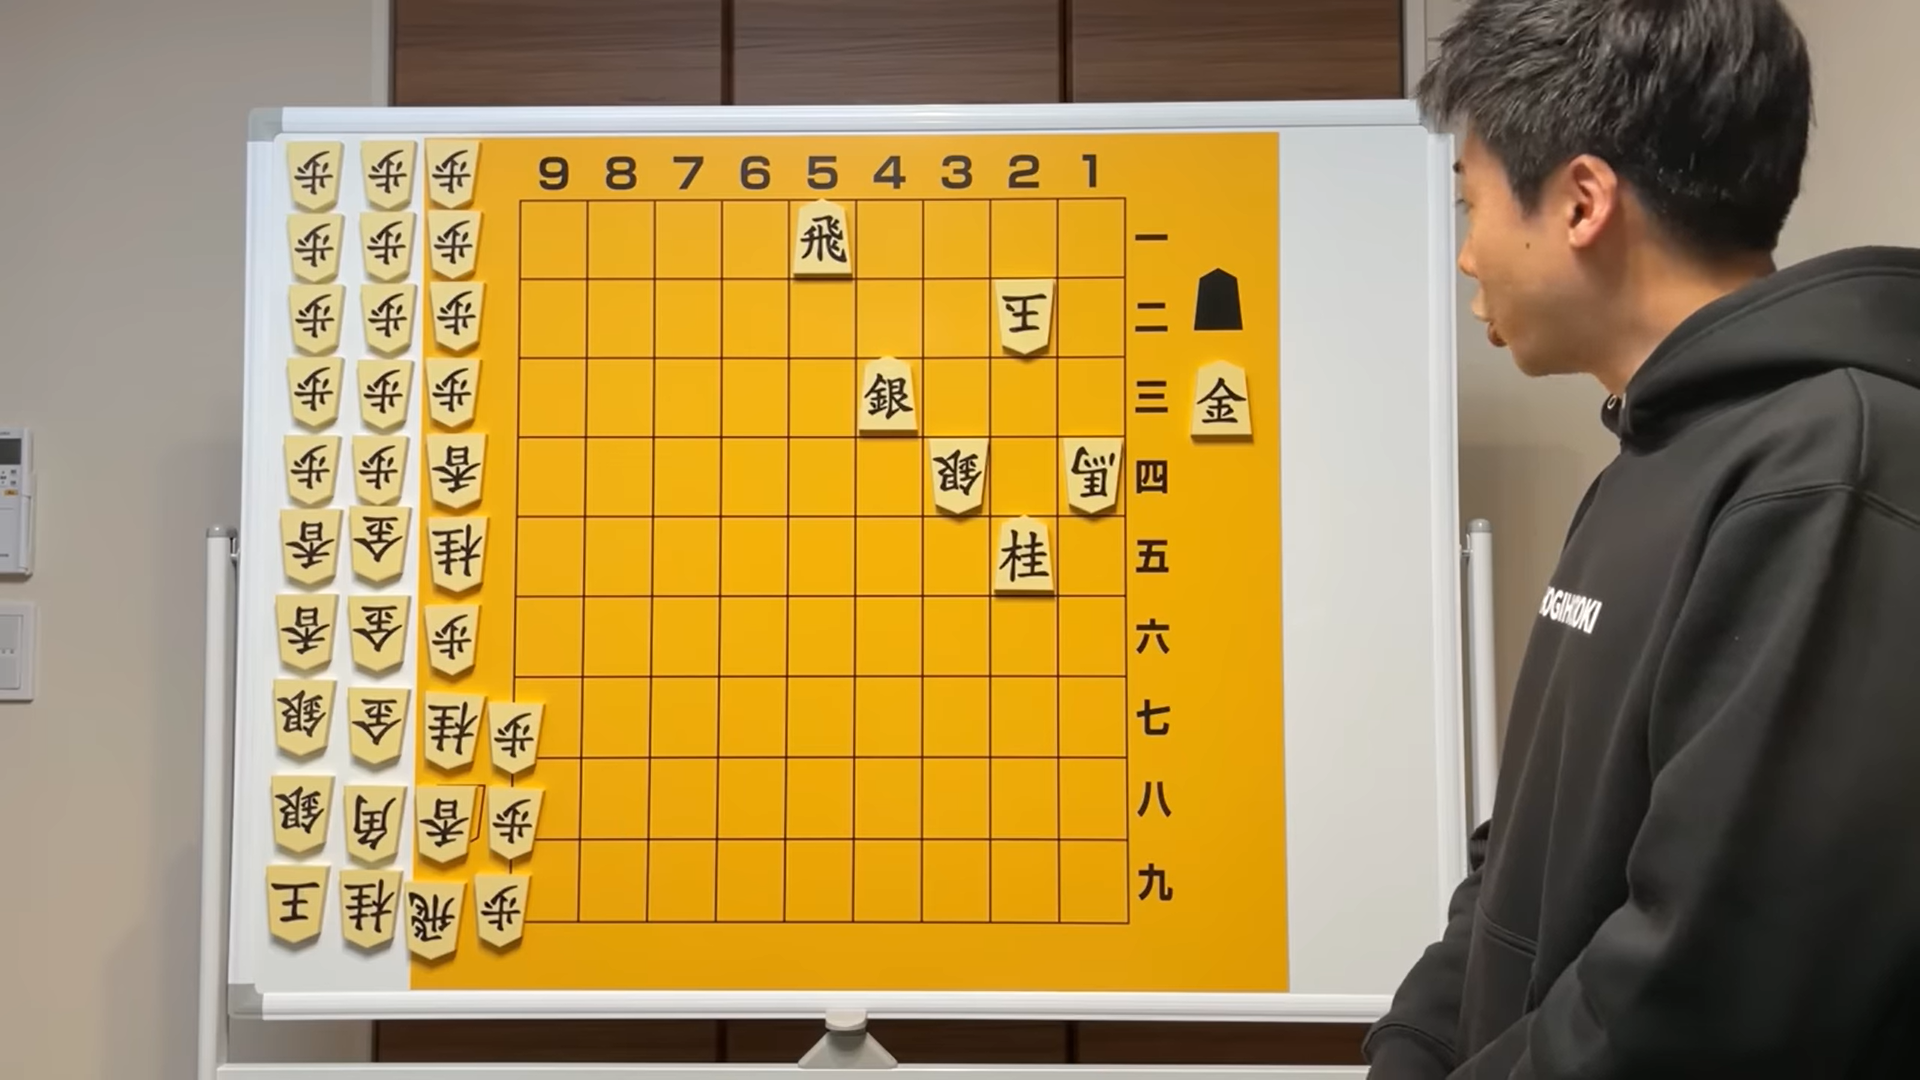 9 8 7 6 5 4 3 2 1
歩 歩 歩 飛 一
歩 歩 歩 王 二
歩 歩 歩
歩 歩 歩 銀 三 金
歩 歩 香 銀 馬 四
香 金 桂 桂 五
香 金 歩 六
銀 金 桂 歩 七
銀 角 香 歩 八
王 桂 飛 歩 九